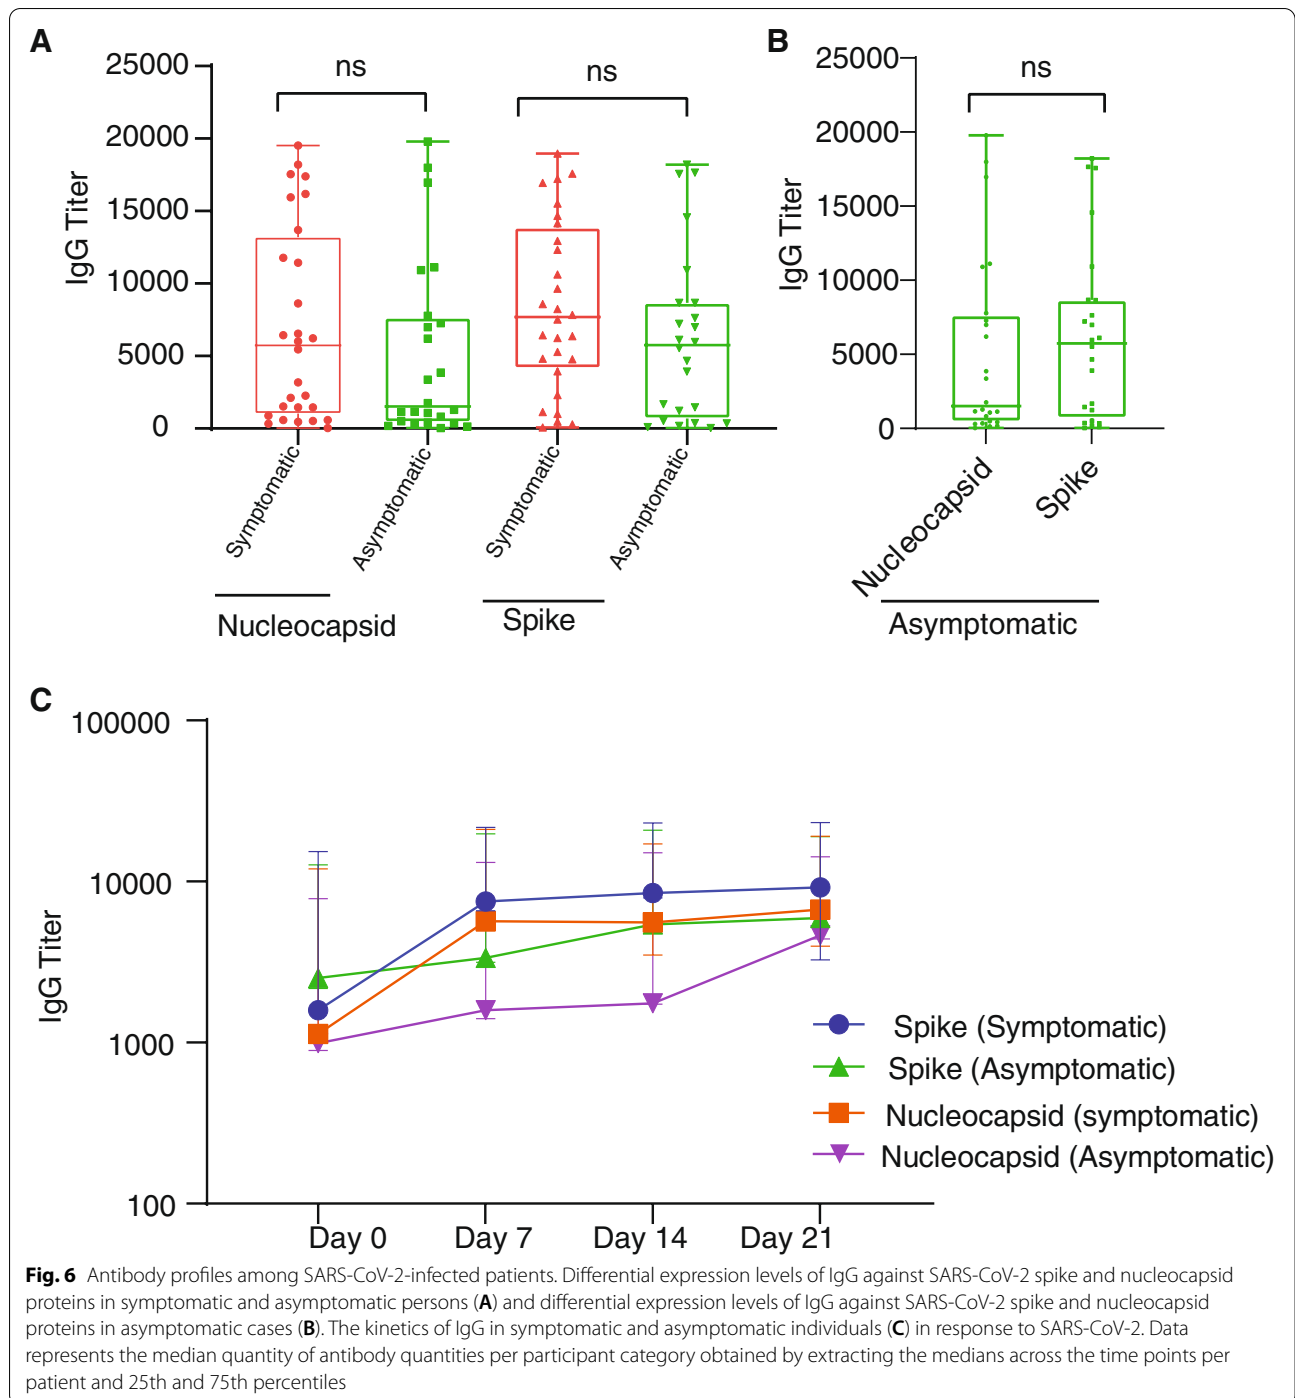 A
25000
20000
15000
10000
5000
0
IgG Titer
ns
ns
Symptomatic
Asymptomatic
Symptomatic
Asymptomatic
Nucleocapsid
Spike
B
25000
20000
15000
10000
5000
0
IgG Titer
ns
Nucleocapsid
Spike
Asymptomatic
C
100000
10000
1000
100
IgG Titer
Day 0
Day 7
Day 14
Day 21
Spike (Symptomatic)
Spike (Asymptomatic)
Nucleocapsid (symptomatic)
Nucleocapsid (Asymptomatic)
Fig. 6 Antibody profiles among SARS-CoV-2-infected patients. Differential expression levels of IgG against SARS-CoV-2 spike and nucleocapsid
proteins in symptomatic and asymptomatic persons (A) and differential expression levels of IgG against SARS-CoV-2 spike and nucleocapsid
proteins in asymptomatic cases (B). The kinetics of IgG in symptomatic and asymptomatic individuals (C) in response to SARS-CoV-2. Data
represents the median quantity of antibody quantities per participant category obtained by extracting the medians across the time points per
patient and 25th and 75th percentiles